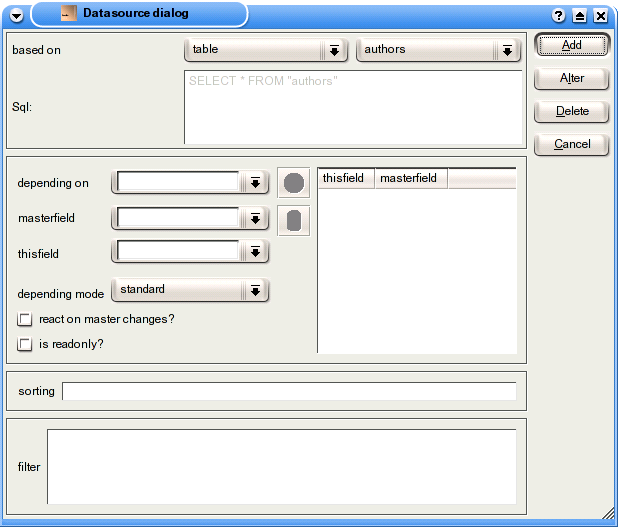 Datasource dialog
?
based on
table
authors
Add
Sql:
SELECT * FROM "authors"
Alter
Delete
Cancel
depending on
thisfield
masterfield
masterfield
thisfield
depending mode
standard
react on master changes?
is readonly?
sorting
filter